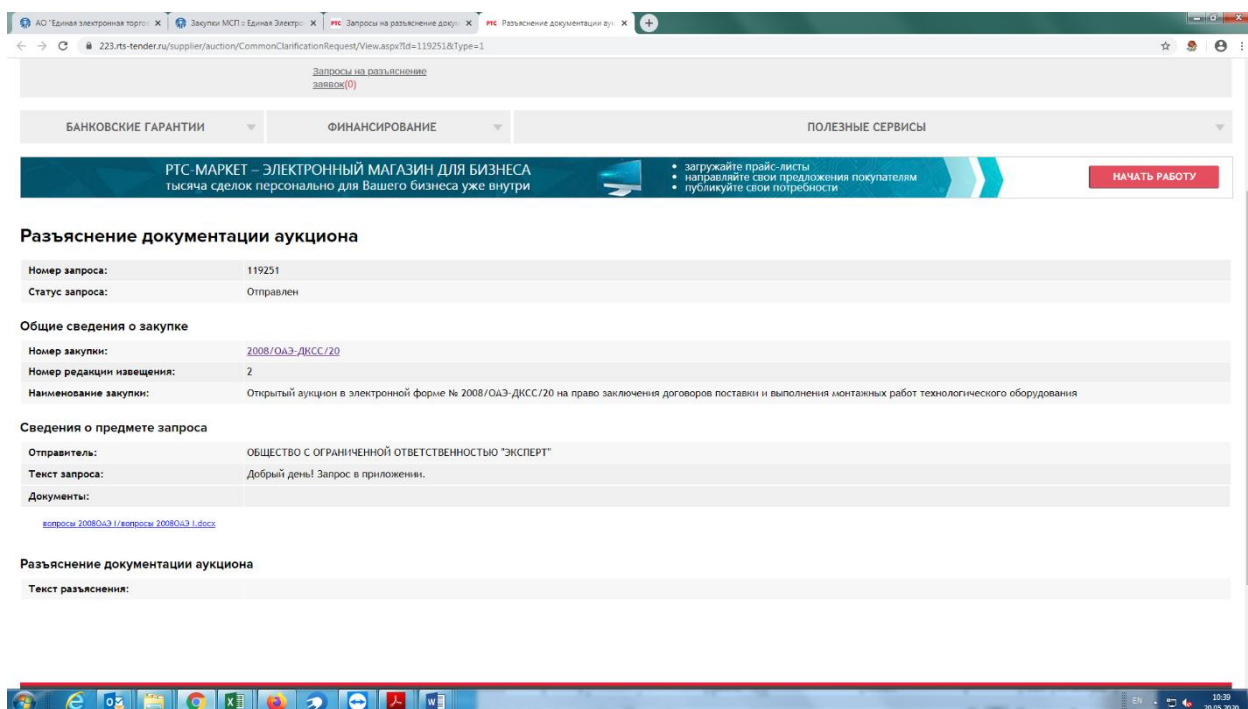 АО "Единая электронная торго
Закупки МСП :: Единая Электро
Запросы на разъяснение докум
Разъяснение документации аук
223.rts-tender.ru/supplier/auction/CommonClarificationRequest/View.aspx?Id=119251&Type=1
Запросы на разъяснение
заявок(0)
БАНКОВСКИЕ ГАРАНТИИ
ФИНАНСИРОВАНИЕ
ПОЛЕЗНЫЕ СЕРВИСЫ
РТС-МАРКЕТ – ЭЛЕКТРОННЫЙ МАГАЗИН ДЛЯ БИЗНЕСА
тысяча сделок персонально для Вашего бизнеса уже внутри
• загружайте прайс-листы
• направляйте свои предложения покупателям
• публикуйте свои потребности
НАЧАТЬ РАБОТУ
Разъяснение документации аукциона
Номер запроса: 119251
Статус запроса: Отправлен
Общие сведения о закупке
Номер закупки: 2008/ОАЭ-ДКСС/20
Номер редакции извещения: 2
Наименование закупки: Открытый аукцион в электронной форме № 2008/ОАЭ-ДКСС/20 на право заключения договоров поставки и выполнения монтажных работ технологического оборудования
Сведения о предмете запроса
Отправитель: ОБЩЕСТВО С ОГРАНИЧЕННОЙ ОТВЕТСТВЕННОСТЬЮ "ЭКСПЕРТ"
Текст запроса: Добрый день! Запрос в приложении.
Документы:
вопросы 2008ОАЭ I/вопросы 2008ОАЭ I.docx
Разъяснение документации аукциона
Текст разъяснения:
EN
10:39
20.05.2020